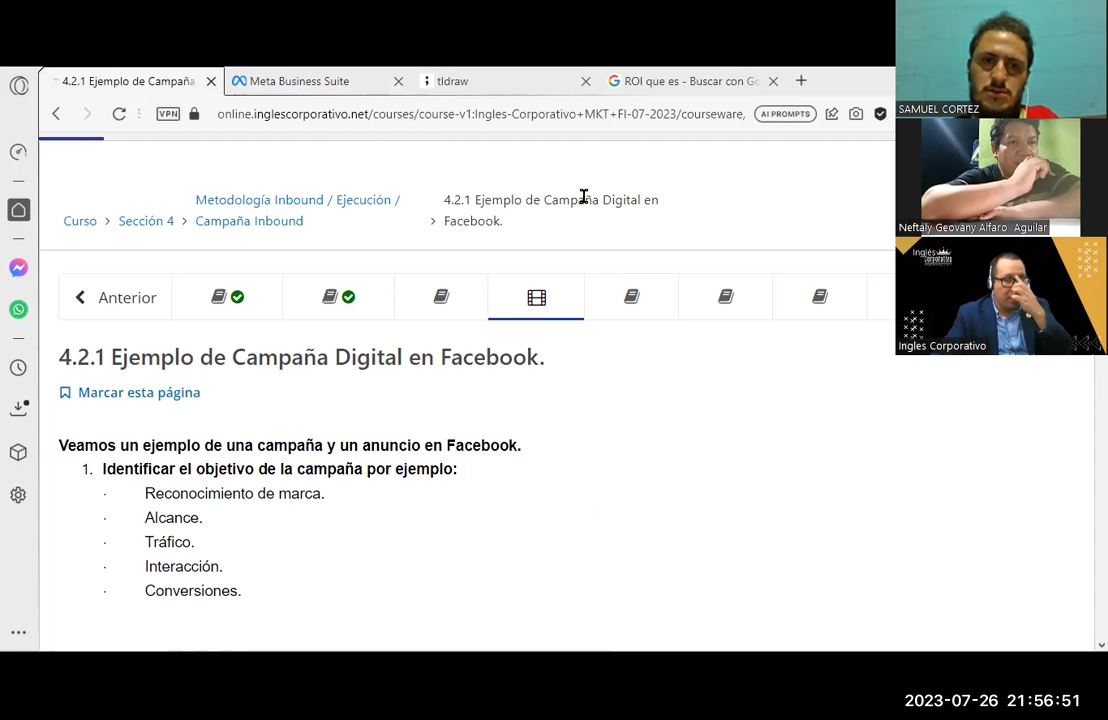 4.2.1 Ejemplo de Campaña
Meta Business Suite
tldraw
ROI que es - Buscar con Go
VPN
online.inglescorporativo.net/courses/course-v1:Ingles-Corporativo+MKT+FI-07-2023/courseware,
AI PROMPTS
SAMUEL CORTEZ
Neftaly Geovany Alfaro Aguilar
Inglés
Corporativo
Ingles Corporativo
Curso > Sección 4 > Metodología Inbound / Ejecución /
Campaña Inbound
> 4.2.1 Ejemplo de Campaña Digital en
Facebook.
Anterior
4.2.1 Ejemplo de Campaña Digital en Facebook.
Marcar esta página
Veamos un ejemplo de una campaña y un anuncio en Facebook.
1. Identificar el objetivo de la campaña por ejemplo:
· Reconocimiento de marca.
· Alcance.
· Tráfico.
· Interacción.
· Conversiones.
2023-07-26 21:56:51